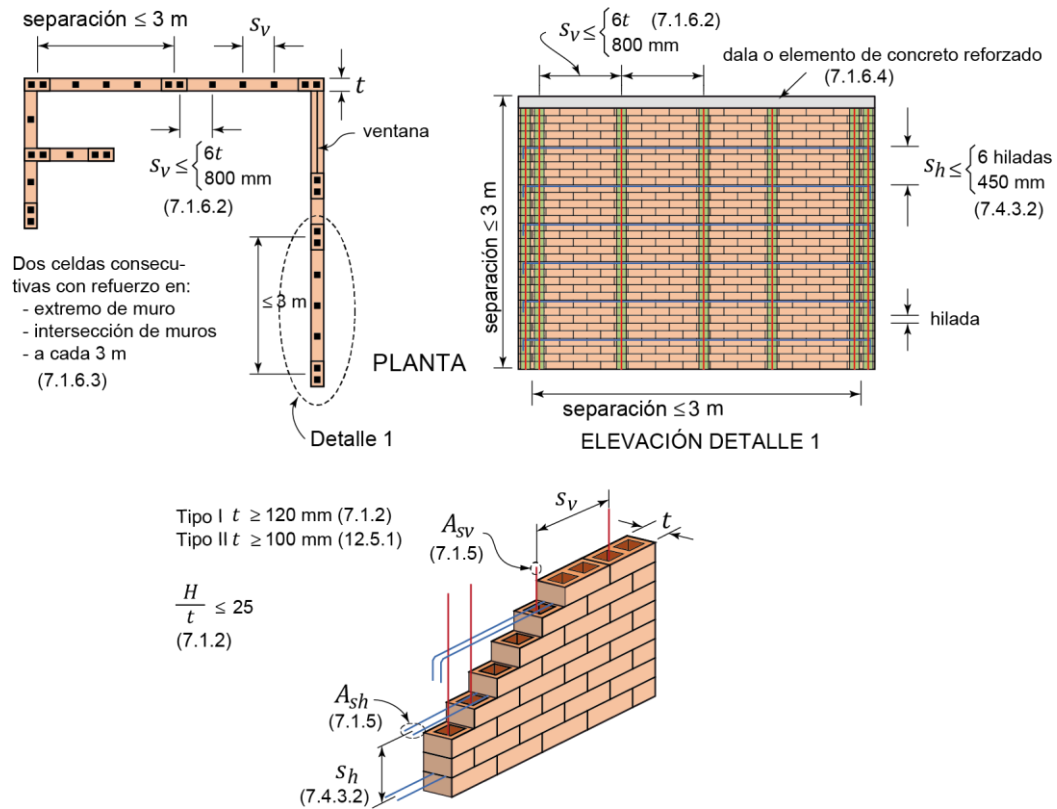 separación ≤ 3 m
s_v
t
ventana
s_v ≤ { 6t
800 mm
(7.1.6.2)
Dos celdas consecu-
tivas con refuerzo en:
- extremo de muro
- intersección de muros
- a cada 3 m
(7.1.6.3)
≤ 3 m
PLANTA
Detalle 1
s_v ≤ { 6t (7.1.6.2)
800 mm
dala o elemento de concreto reforzado
(7.1.6.4)
separación ≤ 3 m
s_h ≤ { 6 hiladas
450 mm
(7.4.3.2)
hilada
separación ≤ 3 m
ELEVACIÓN DETALLE 1
Tipo I t ≥ 120 mm (7.1.2)
Tipo II t ≥ 100 mm (12.5.1)
H/t ≤ 25
(7.1.2)
s_v
t
A_sv
(7.1.5)
A_sh
(7.1.5)
s_h
(7.4.3.2)